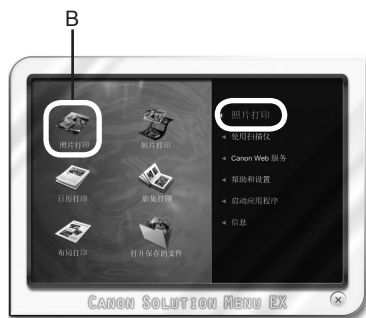 B
照片打印
照片打印
短片打印
使用扫描仪
Canon Web 服务
日历打印
影集打印
帮助和设置
启动应用程序
布局打印
打开保存的文件
信息
CANON SOLUTION MENU EX